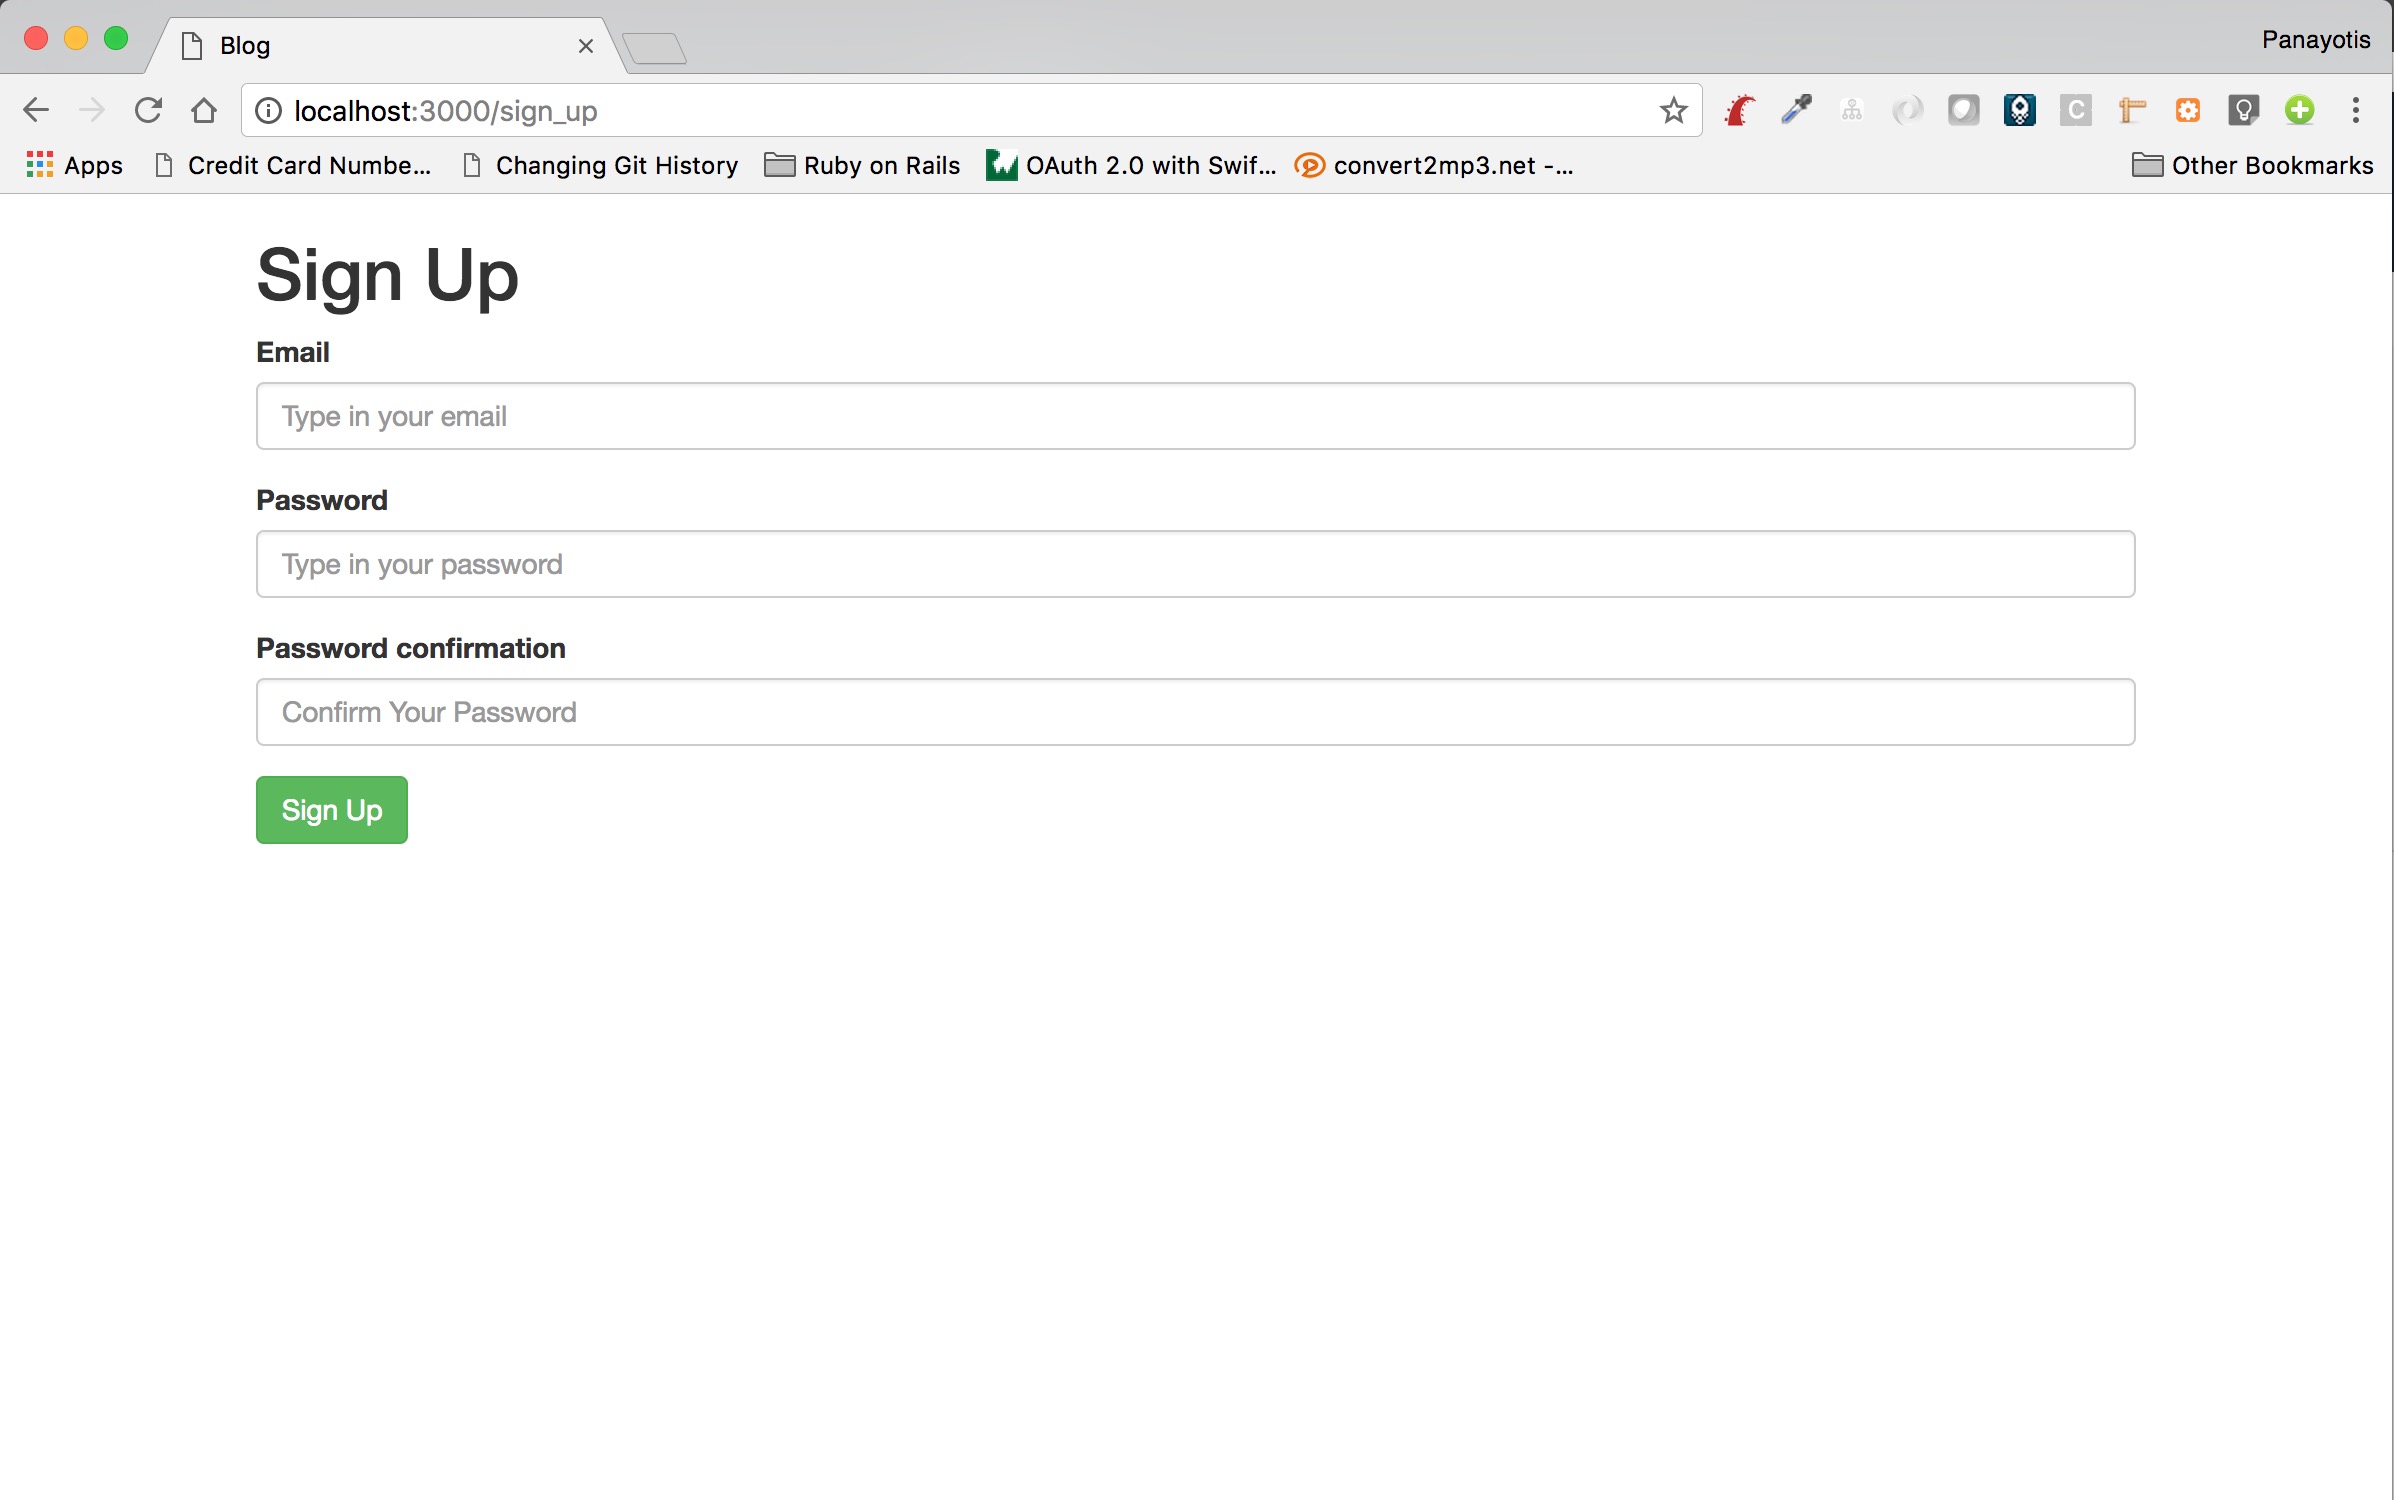 Blog
Panayotis
localhost:3000/sign_up
C
Apps
Credit Card Numbe...
Changing Git History
Ruby on Rails
OAuth 2.0 with Swif...
convert2mp3.net -...
Other Bookmarks
Sign Up
Email
Type in your email
Password
Type in your password
Password confirmation
Confirm Your Password
Sign Up